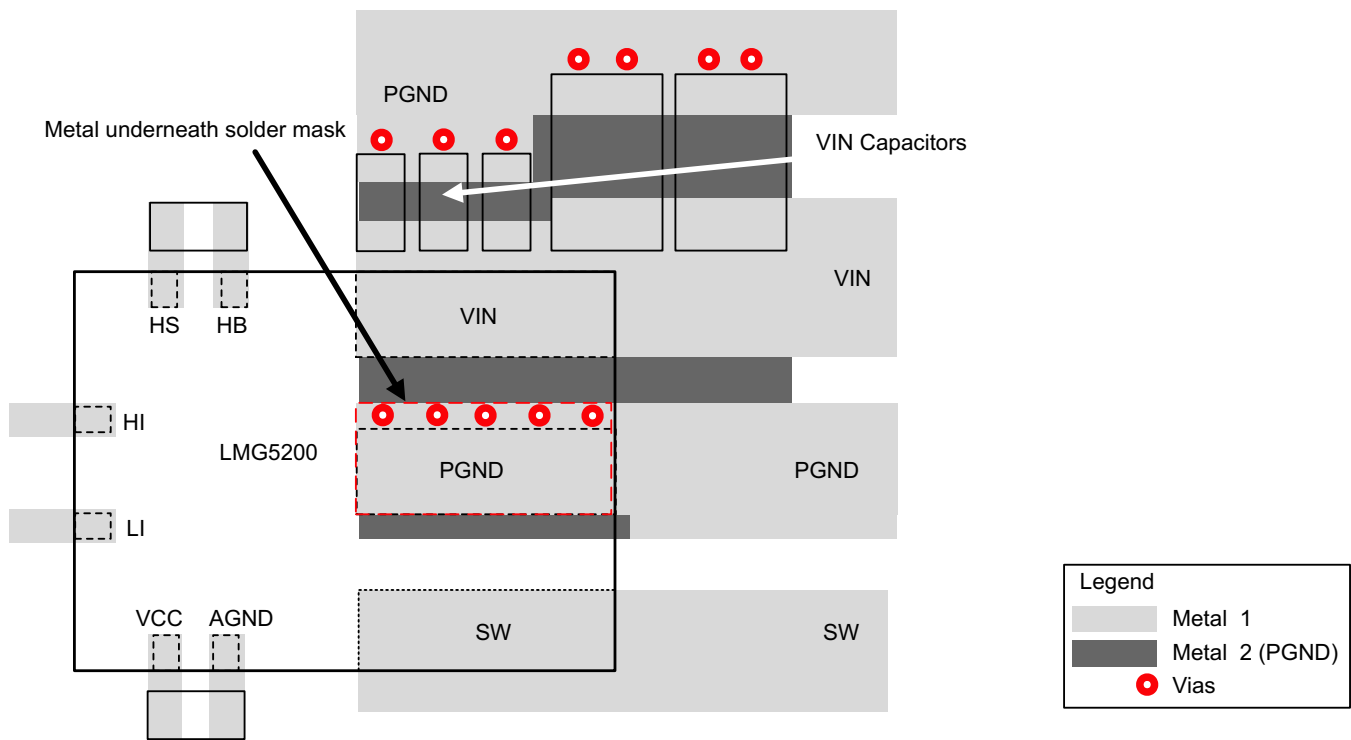 PGND
Metal underneath solder mask
VIN Capacitors
VIN
VIN
HS
HB
HI
LMG5200
PGND
PGND
LI
VCC
AGND
SW
SW
Legend
Metal 1
Metal 2 (PGND)
Vias